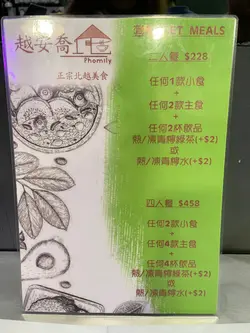 越安喬
Phomily
正宗北越美食
SET MEALS
二人餐 $228
任何1款小食
+
任何2款主食
+
任何2杯飲品
熱/凍青檸綠茶(+$2)
或
熱/凍青檸水(+$2)
四人餐 $458
任何2款小食
+
任何4款主食
+
任何4杯飲品
熱/凍青檸綠茶(+$2)
或
熱/凍青檸水(+$2)